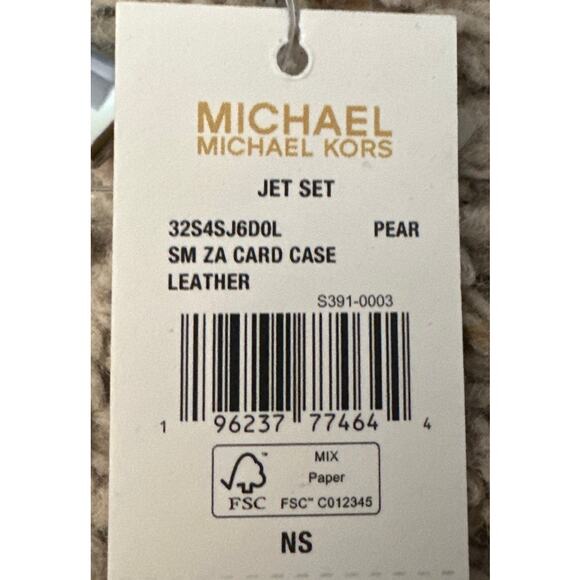 MICHAEL
MICHAEL KORS
JET SET
32S4SJ6D0L PEAR
SM ZA CARD CASE
LEATHER
S391-0003
1 96237 77464 4
FSC
MIX
Paper
FSC™ C012345
NS